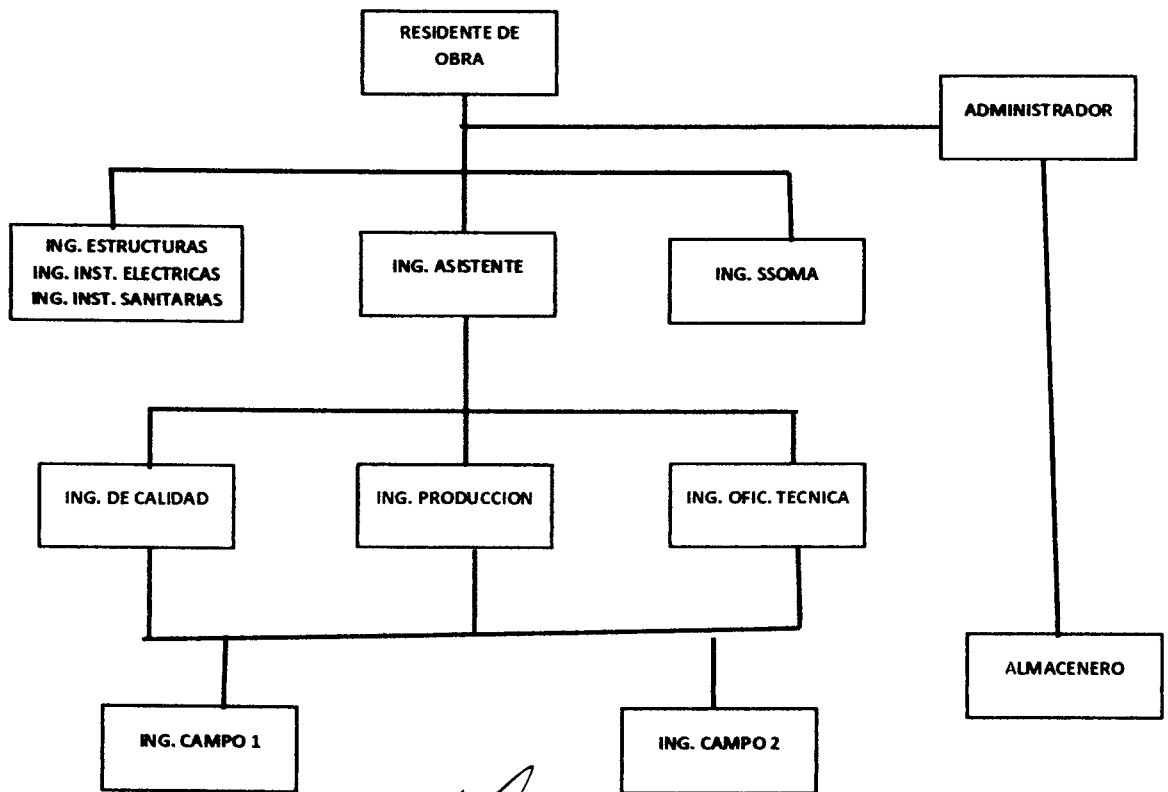 RESIDENTE DE
OBRA
ADMINISTRADOR
ING. ESTRUCTURAS
ING. INST. ELECTRICAS
ING. INST. SANITARIAS
ING. ASISTENTE
ING. SSOMA
ING. DE CALIDAD
ING. PRODUCCION
ING. OFIC. TECNICA
ALMACENERO
ING. CAMPO 1
ING. CAMPO 2